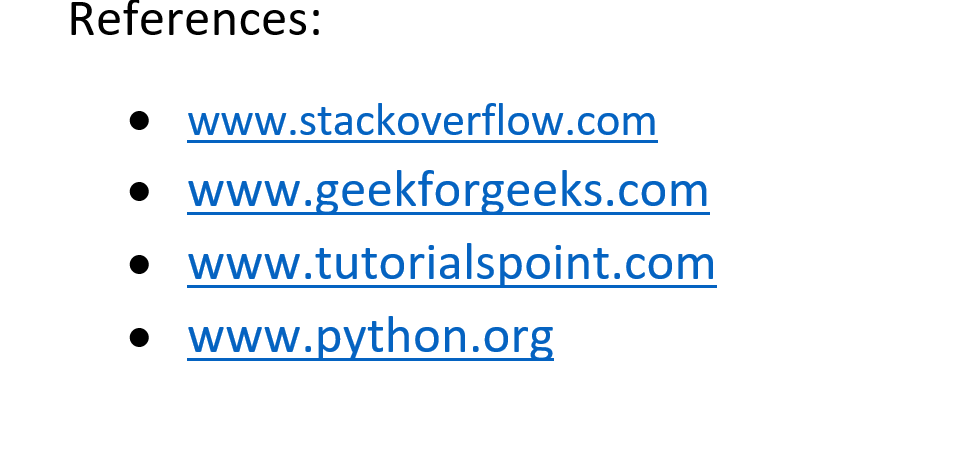 References:
www.stackoverflow.com
www.geekforgeeks.com
www.tutorialspoint.com
www.python.org